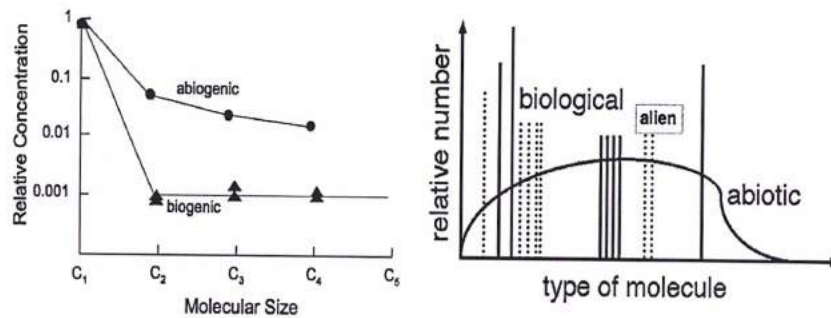 Relative Concentration
1
0.1
0.01
0.001
abiogenic
biogenic
C₁
C₂
C₃
C₄
C₅
Molecular Size
relative number
biological
alien
abiotic
type of molecule